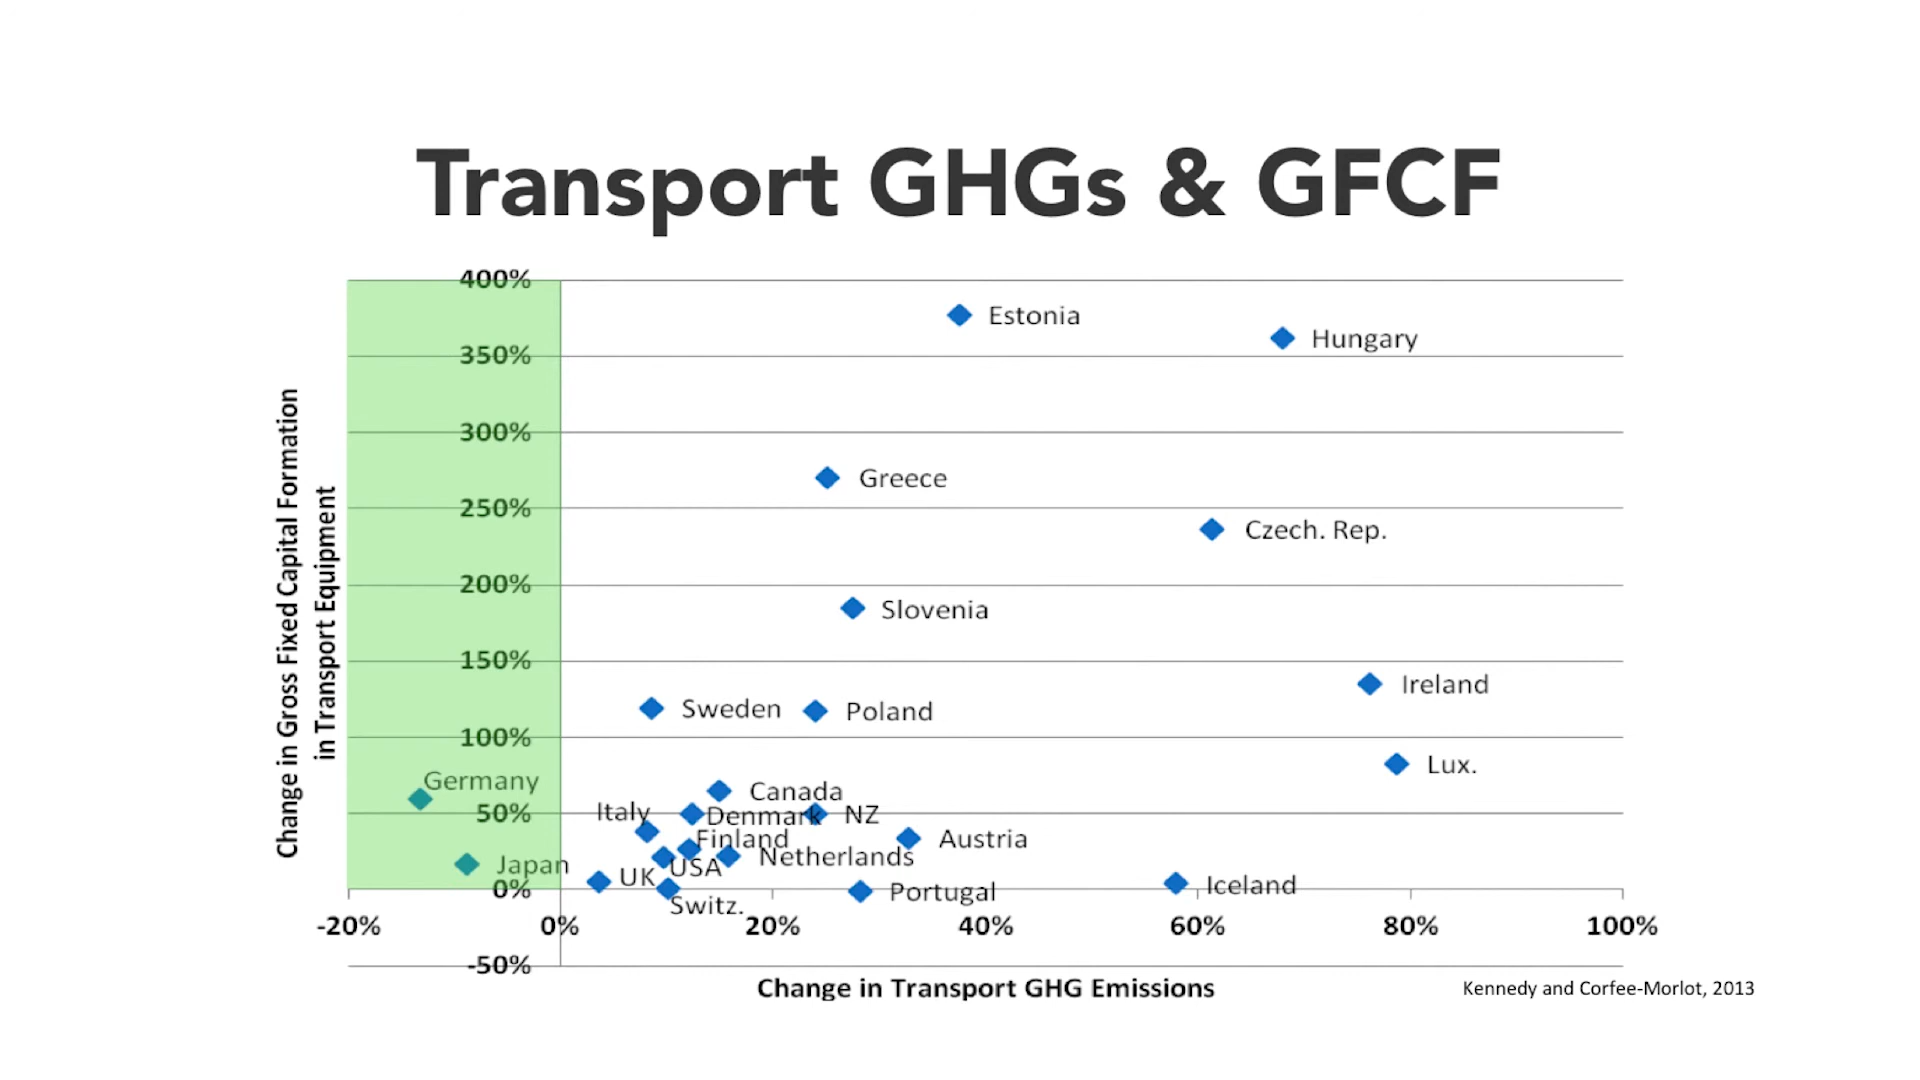 Transport GHGs & GFCF
Change in Gross Fixed Capital Formation
in Transport Equipment
400%
350%
300%
250%
200%
150%
100%
50%
0%
-50%
Estonia
Hungary
Greece
Czech. Rep.
Slovenia
Ireland
Sweden
Poland
Lux.
Germany
Canada
Italy
Denmark
NZ
Finland
Austria
Netherlands
Japan
USA
UK
Iceland
Portugal
Switz.
-20%
0%
20%
40%
60%
80%
100%
Change in Transport GHG Emissions
Kennedy and Corfee-Morlot, 2013